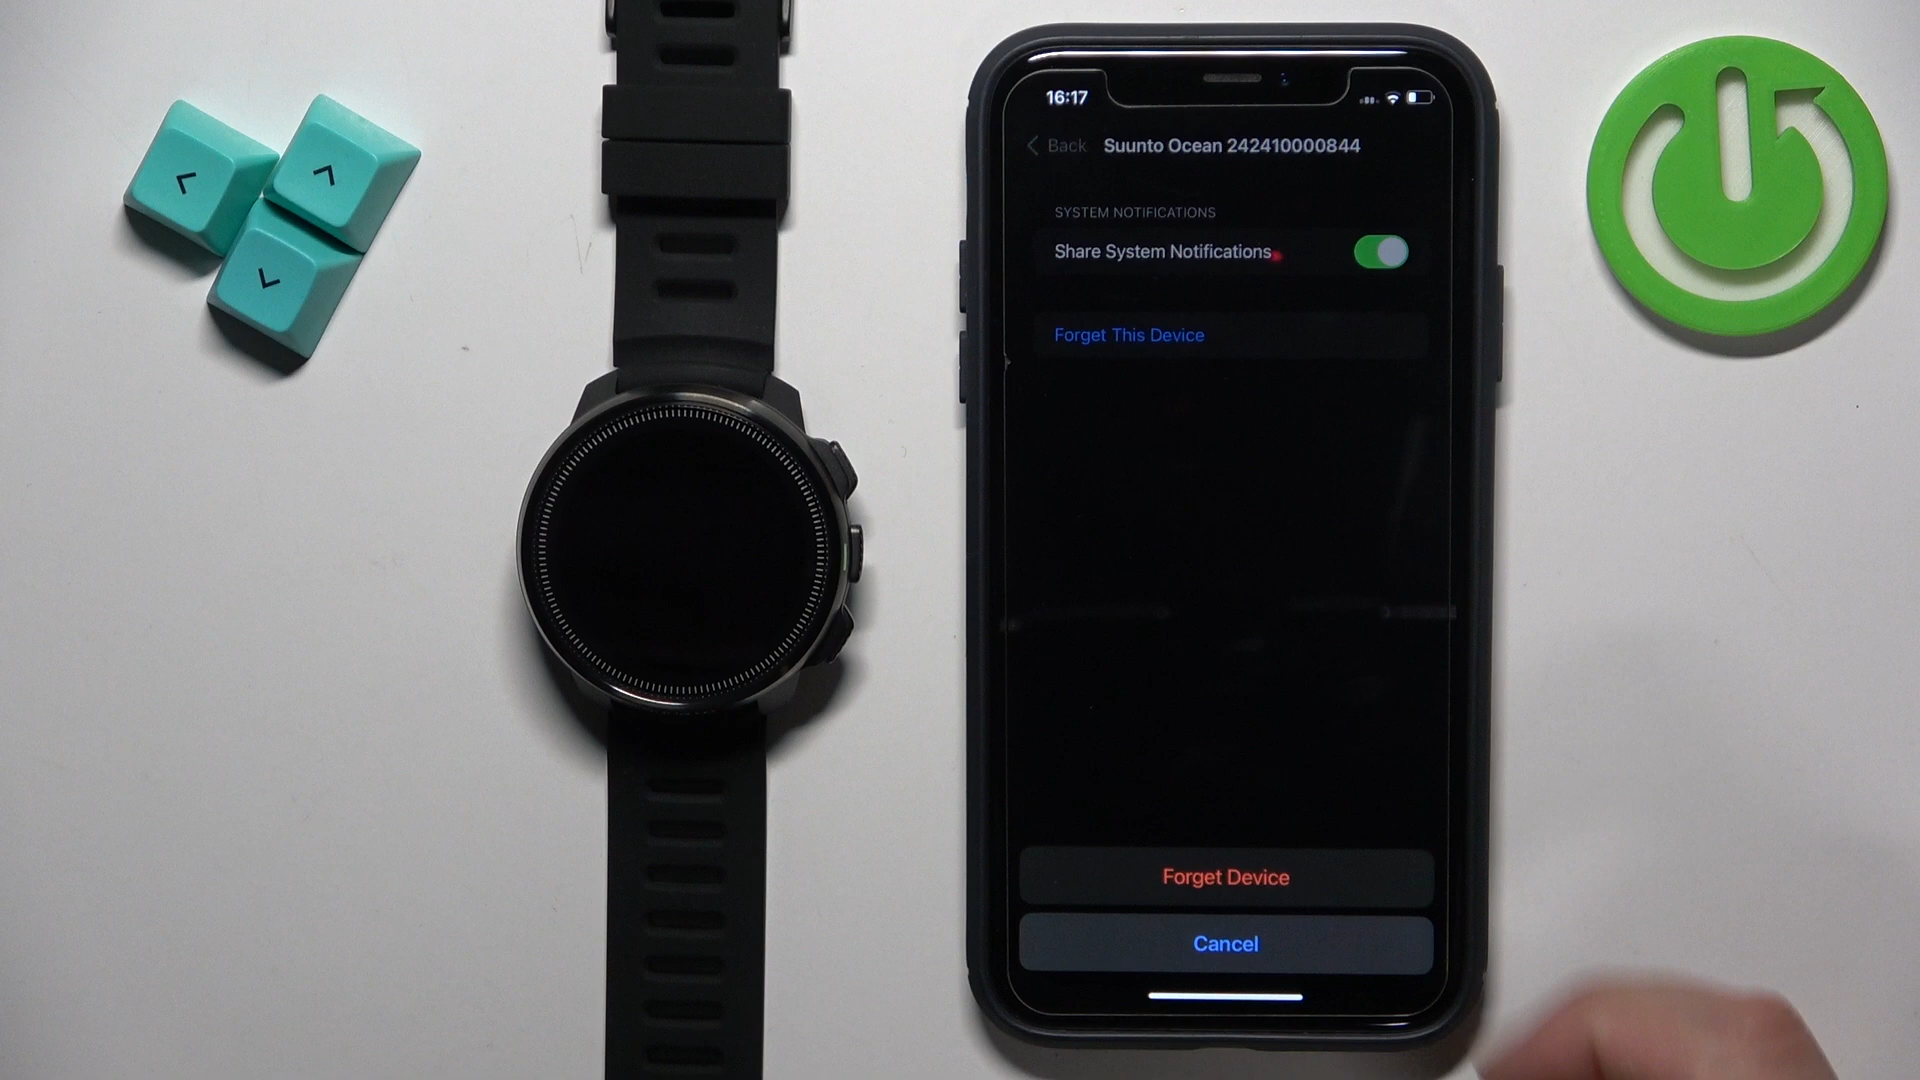 16:17
Back
Suunto Ocean 242410000844
SYSTEM NOTIFICATIONS
Share System Notifications
Forget This Device
Forget Device
Cancel